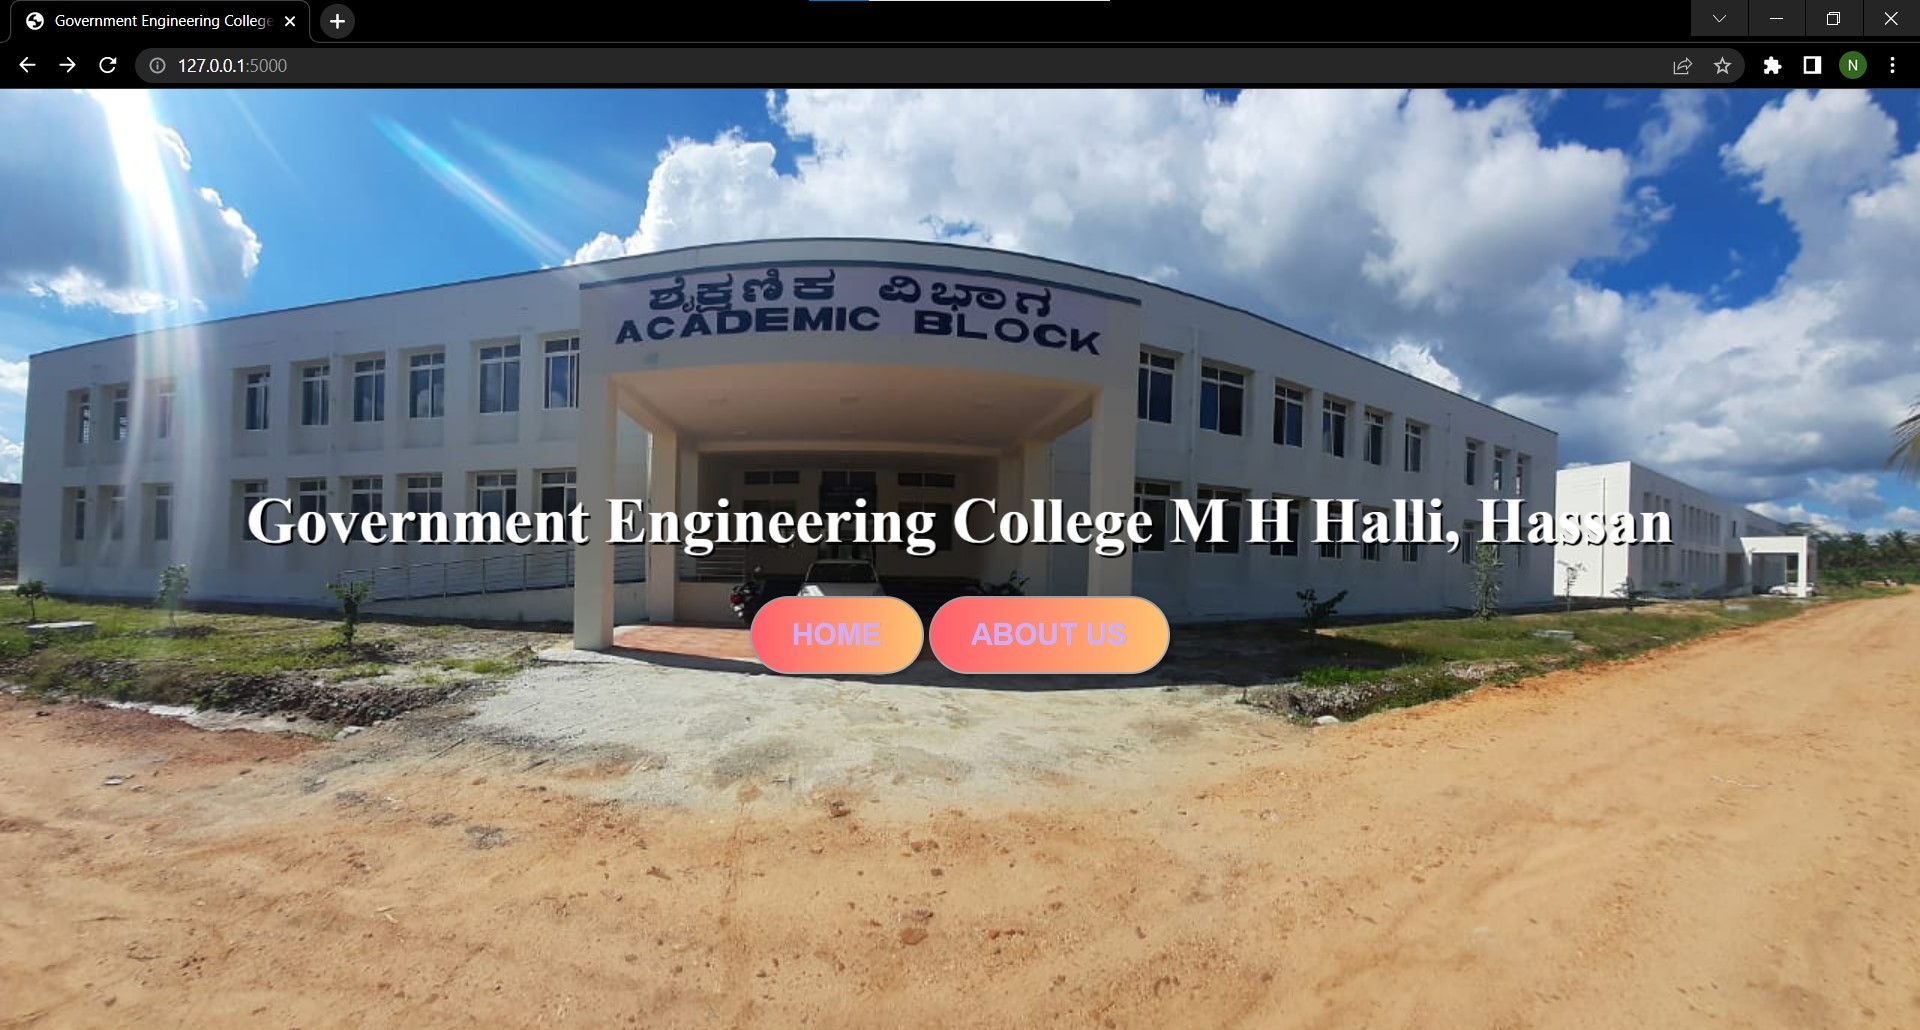 Government Engineering College
127.0.0.1:5000
N
ಶೈಕ್ಷಣಿಕ ವಿಭಾಗ
ACADEMIC BLOCK
Government Engineering College M H Halli, Hassan
HOME
ABOUT US